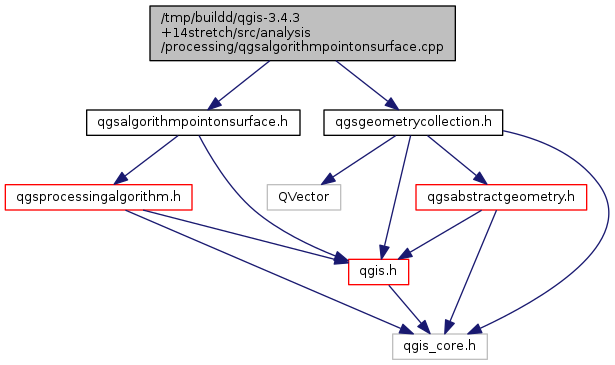 /tmp/buildd/qgis-3.4.3
+14stretch/src/analysis
/processing/qgsalgorithmpointonsurface.cpp
qgsalgorithmpointonsurface.h
qgsgeometrycollection.h
qgsprocessingalgorithm.h
QVector
qgsabstractgeometry.h
qgis.h
qgis_core.h